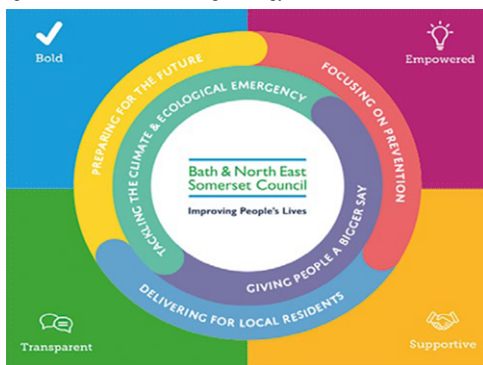 Bold
Empowered
PREPARING FOR THE FUTURE
FOCUSING ON PREVENTION
TACKLING THE CLIMATE & ECOLOGICAL EMERGENCY
Bath & North East
Somerset Council
Improving People's Lives
GIVING PEOPLE A BIGGER SAY
DELIVERING FOR LOCAL RESIDENTS
Transparent
Supportive